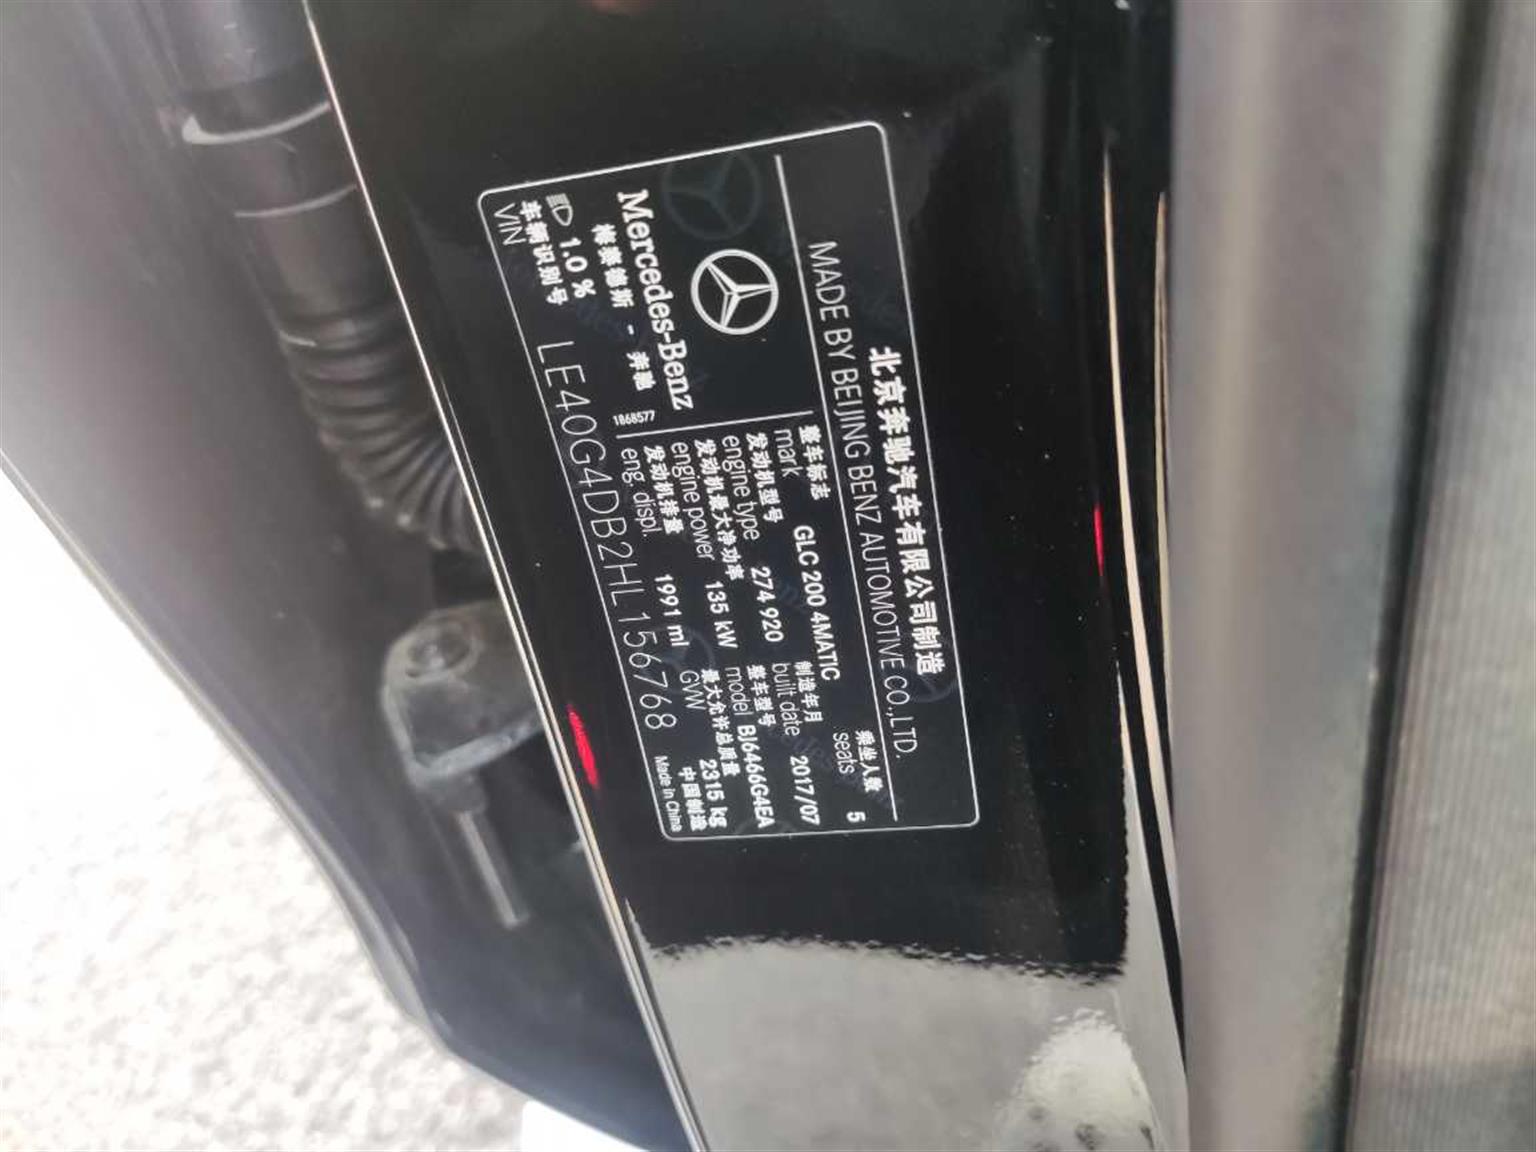 北京奔驰汽车有限公司制造
MADE BY BEIJING BENZ AUTOMOTIVE CO.,LTD.
乘坐人数 5
seats
整车标志 GLC 200 4MATIC
mark
制造年月 2017/07
built date
发动机型号 274 920
engine type
整车型号 BJ6466G4EA
model
发动机最大净功率 135 kW
engine power
最大允许总质量 2315 kg
GVW
发动机排量 1991 ml
eng. displ.
中国制造
Made in China
Mercedes-Benz
梅赛德斯 - 奔驰
1868577
1.0 %
车辆识别号
VIN LE40G4DB2HL156768